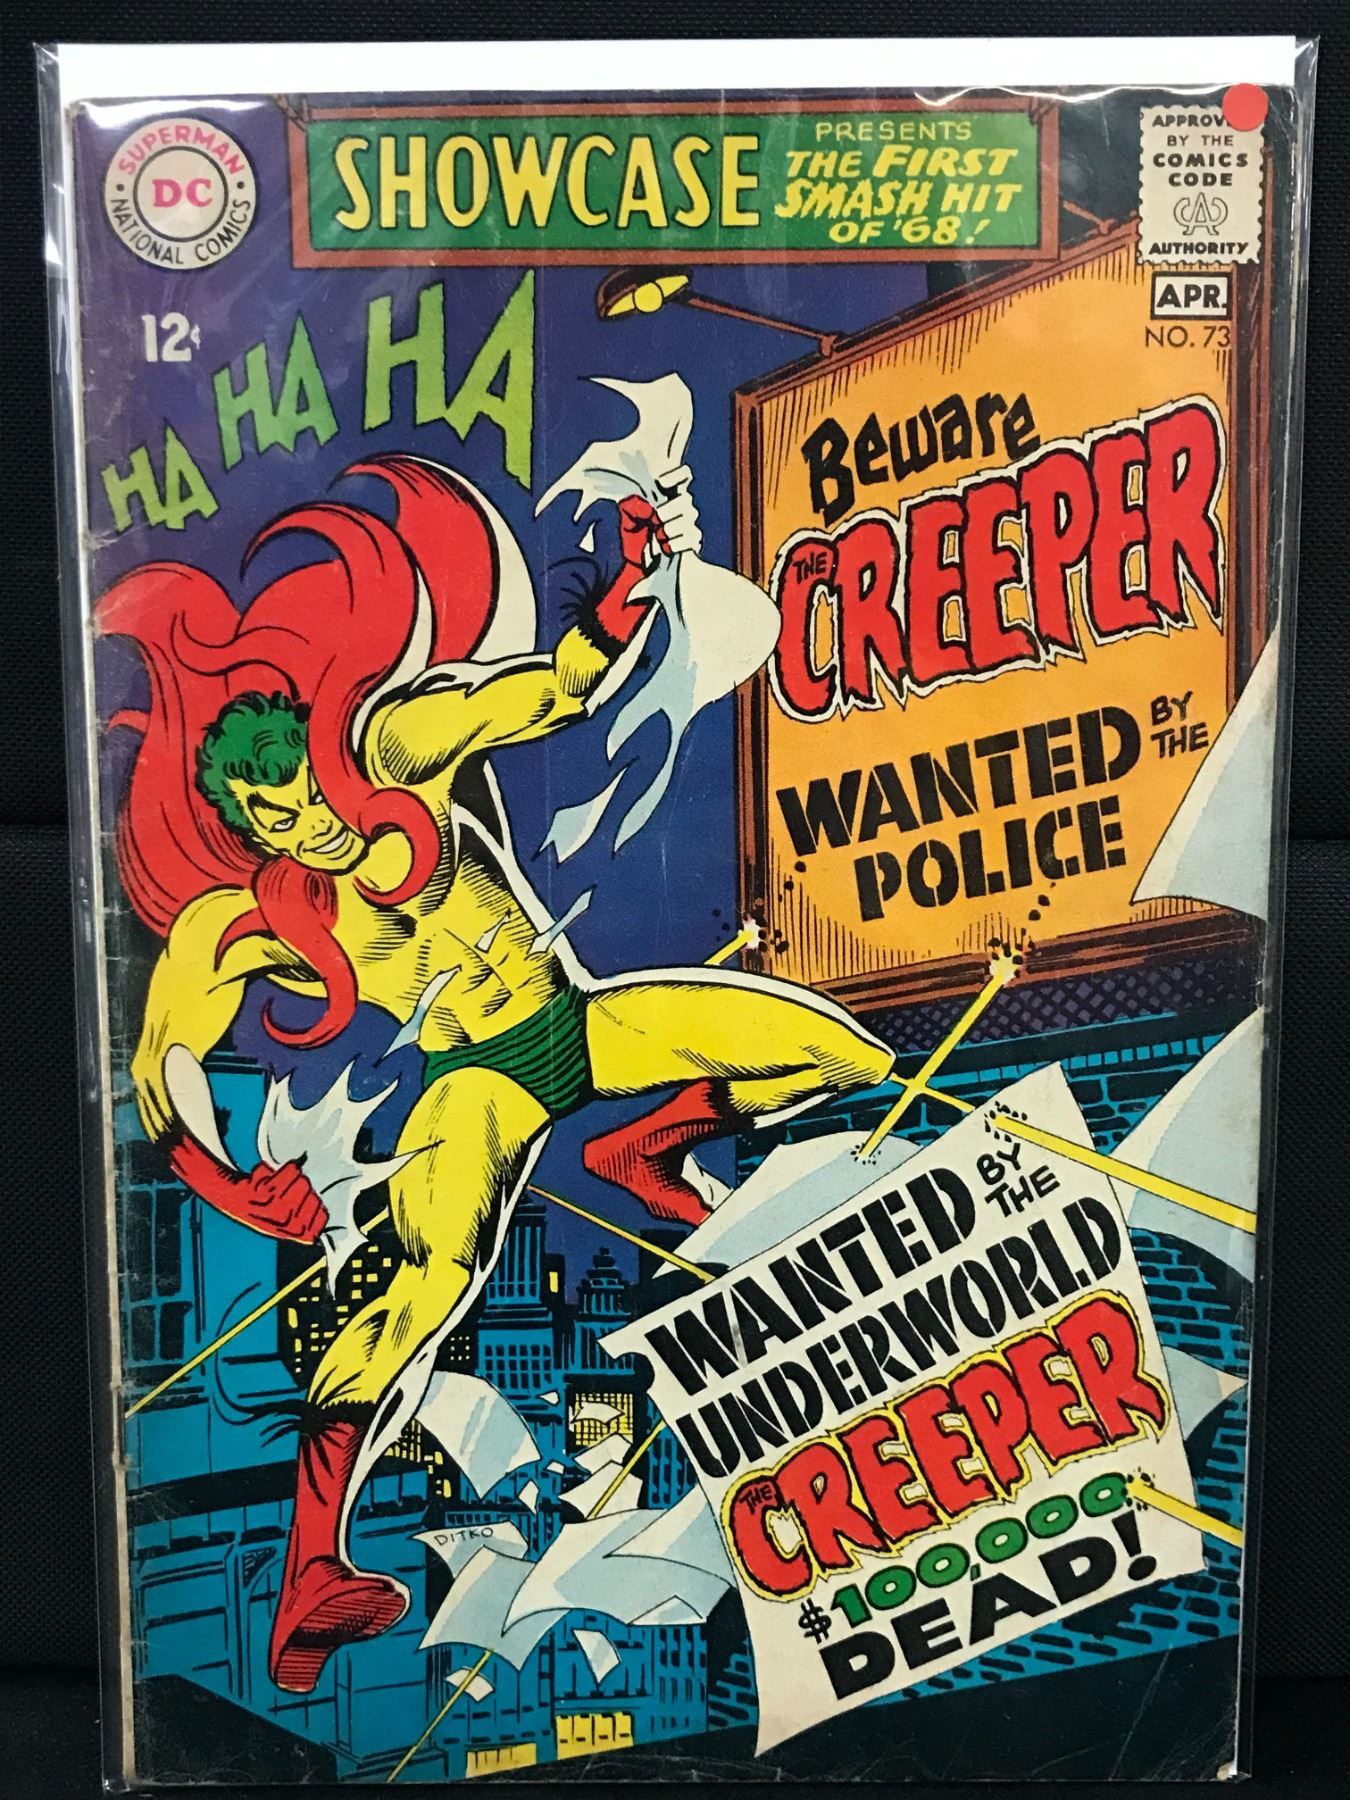 SUPERMAN
DC
NATIONAL COMICS
SHOWCASE
PRESENTS
THE FIRST
SMASH HIT
OF '68!
APPROV
BY THE
COMICS
CODE
CA
AUTHORITY
APR.
NO. 73
12¢
HA HA HA
Beware
THE CREEPER
WANTED BY THE
POLICE
WANTED BY THE
UNDERWORLD
THE CREEPER
$100,000
DEAD!
DITKO